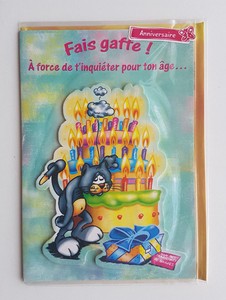 Anniversaire
Fais gaffe !
À force de t'inquiéter pour ton âge...